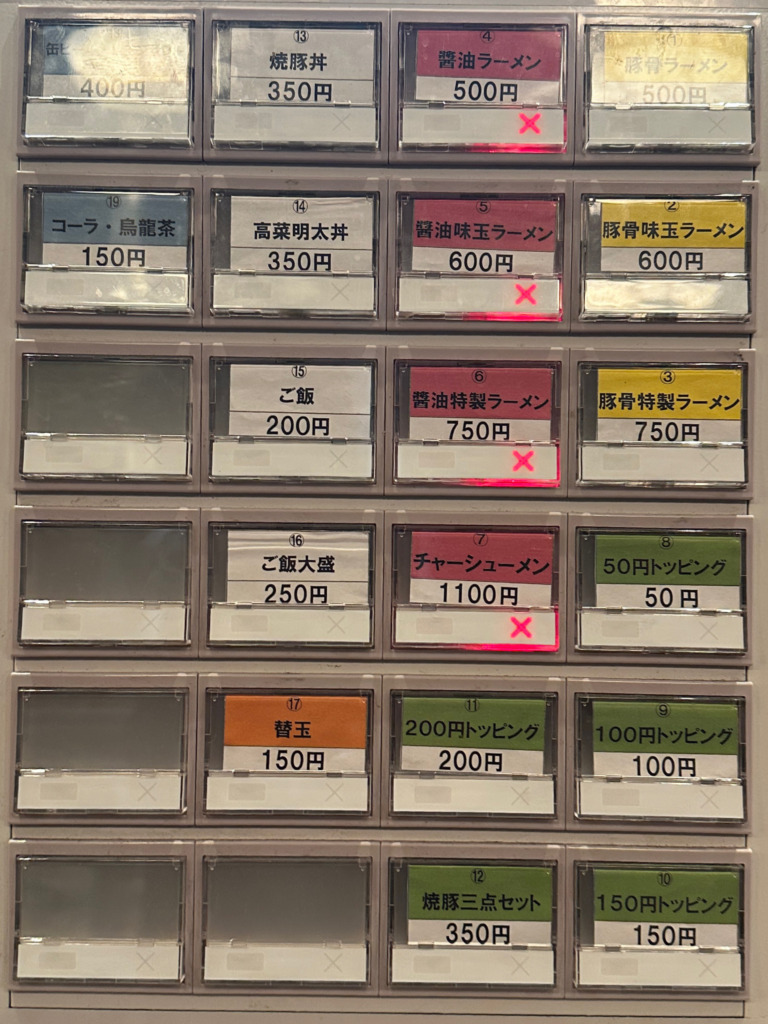 400円
⑬
焼豚丼
350円
④
醬油ラーメン
500円
×
豚骨ラーメン
500円
⑲
コーラ・烏龍茶
150円
⑭
高菜明太丼
350円
⑤
醬油味玉ラーメン
600円
×
②
豚骨味玉ラーメン
600円
⑮
ご飯
200円
⑥
醬油特製ラーメン
750円
×
③
豚骨特製ラーメン
750円
⑯
ご飯大盛
250円
⑦
チャーシューメン
1100円
×
⑧
50円トッピング
50円
⑰
替玉
150円
⑪
200円トッピング
200円
⑨
100円トッピング
100円
⑫
焼豚三点セット
350円
⑩
150円トッピング
150円